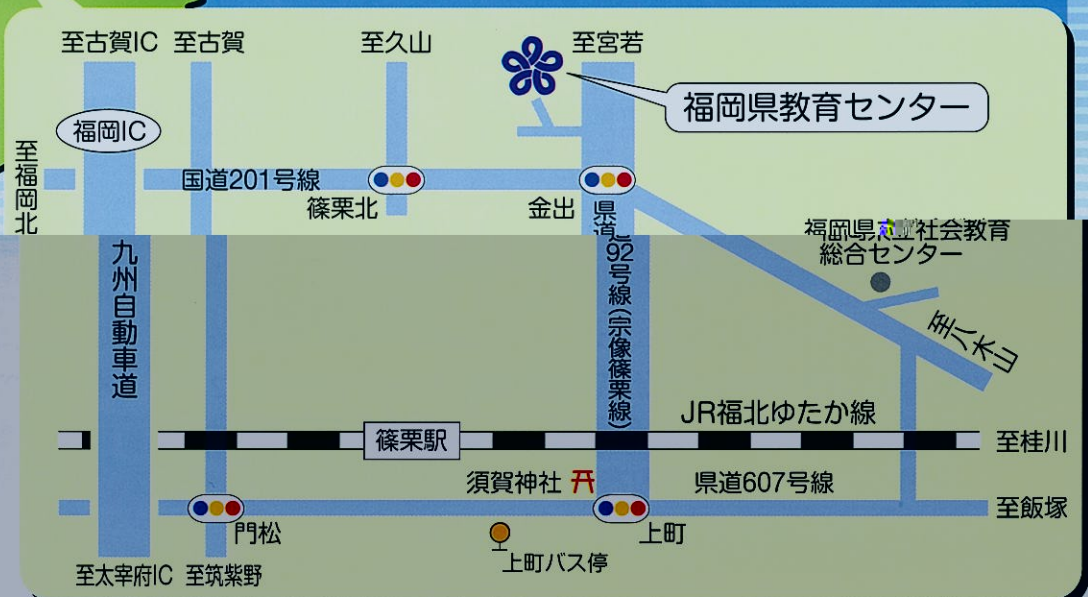 至古賀IC
至古賀
至久山
至宮若
福岡県教育センター
福岡IC
至福岡北
国道201号線
篠栗北
金出
県道92号線(宗像篠栗線)
福岡県立社会教育
総合センター
九州自動車道
至八木山
JR福北ゆたか線
篠栗駅
至桂川
須賀神社
県道607号線
至飯塚
門松
上町
上町バス停
至太宰府IC
至筑紫野